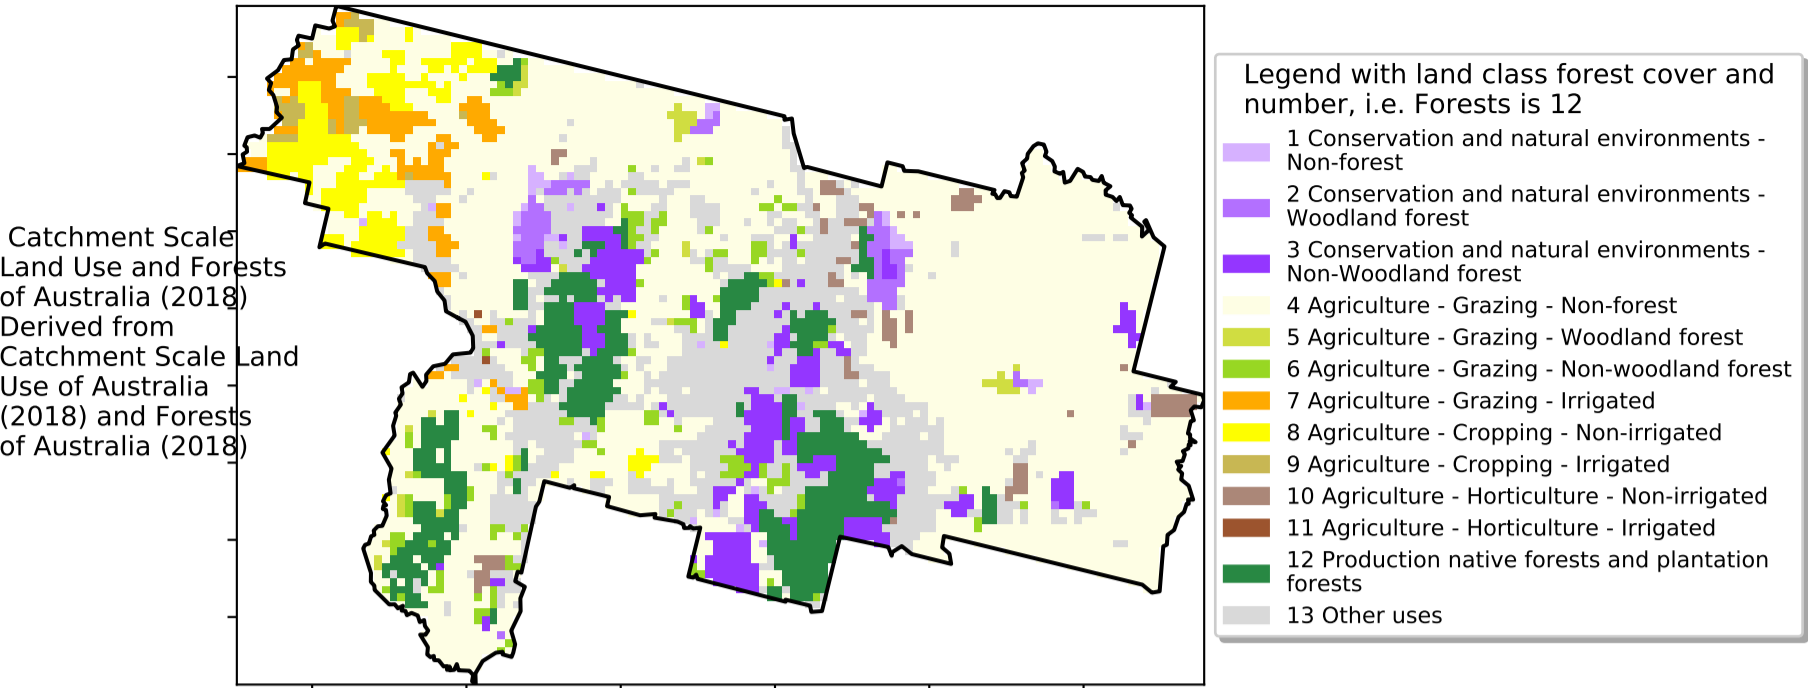 Catchment Scale
Land Use and Forests
of Australia (2018)
Derived from
Catchment Scale Land
Use of Australia
(2018) and Forests
of Australia (2018)
Legend with land class forest cover and
number, i.e. Forests is 12
1 Conservation and natural environments -
Non-forest
2 Conservation and natural environments -
Woodland forest
3 Conservation and natural environments -
Non-Woodland forest
4 Agriculture - Grazing - Non-forest
5 Agriculture - Grazing - Woodland forest
6 Agriculture - Grazing - Non-woodland forest
7 Agriculture - Grazing - Irrigated
8 Agriculture - Cropping - Non-irrigated
9 Agriculture - Cropping - Irrigated
10 Agriculture - Horticulture - Non-irrigated
11 Agriculture - Horticulture - Irrigated
12 Production native forests and plantation
forests
13 Other uses